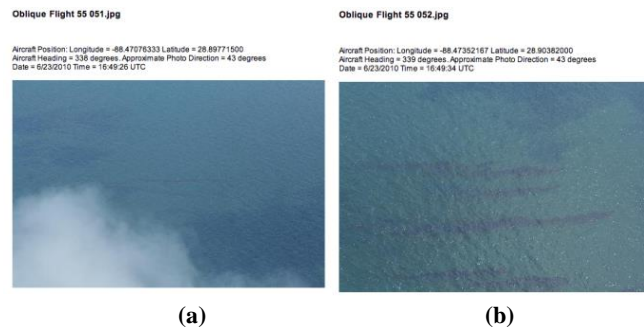 Oblique Flight 55 051.jpg
Aircraft Position: Longitude = -88.47076333 Latitude = 28.89771500
Aircraft Heading = 338 degrees. Approximate Photo Direction = 43 degrees
Date = 6/23/2010 Time = 16:49:26 UTC
(a)
Oblique Flight 55 052.jpg
Aircraft Position: Longitude = -88.47352167 Latitude = 28.90382000
Aircraft Heading = 339 degrees. Approximate Photo Direction = 43 degrees
Date = 6/23/2010 Time = 16:49:34 UTC
(b)